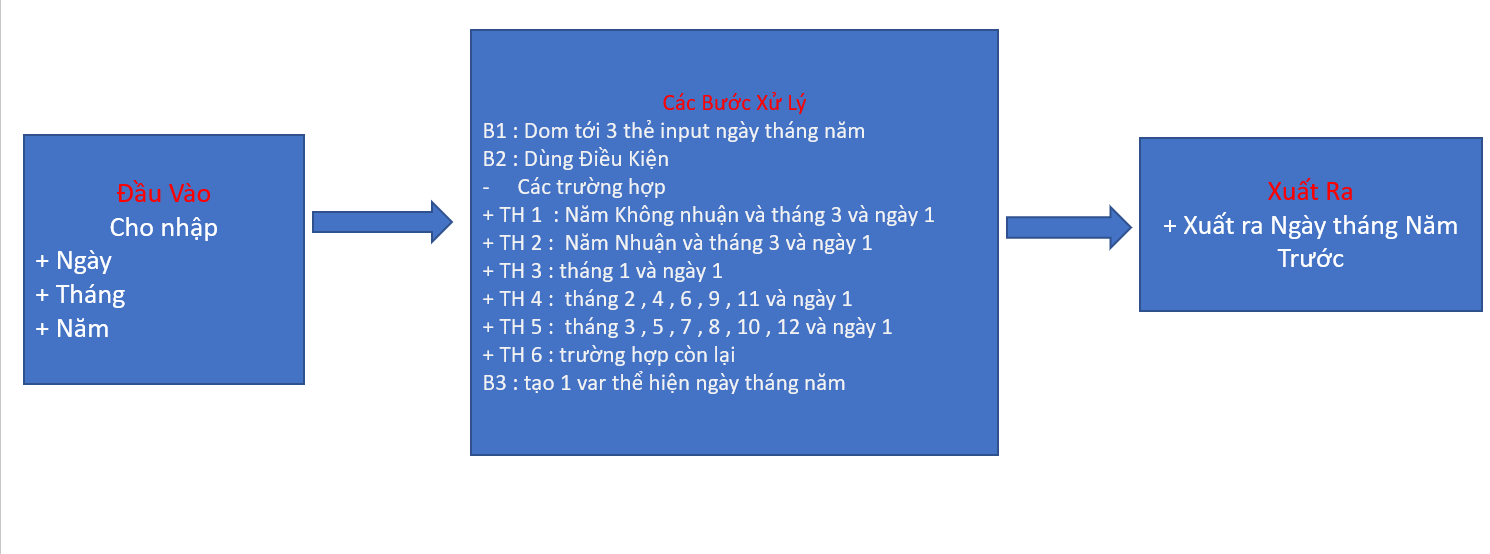 Đầu Vào
Cho nhập
+ Ngày
+ Tháng
+ Năm
Các Bước Xử Lý
B1 : Dom tới 3 thẻ input ngày tháng năm
B2 : Dùng Điều Kiện
- Các trường hợp
+ TH 1 : Năm Không nhuận và tháng 3 và ngày 1
+ TH 2 : Năm Nhuận và tháng 3 và ngày 1
+ TH 3 : tháng 1 và ngày 1
+ TH 4 : tháng 2 , 4 , 6 , 9 , 11 và ngày 1
+ TH 5 : tháng 3 , 5 , 7 , 8 , 10 , 12 và ngày 1
+ TH 6 : trường hợp còn lại
B3 : tạo 1 var thể hiện ngày tháng năm
Xuất Ra
+ Xuất ra Ngày tháng Năm
Trước